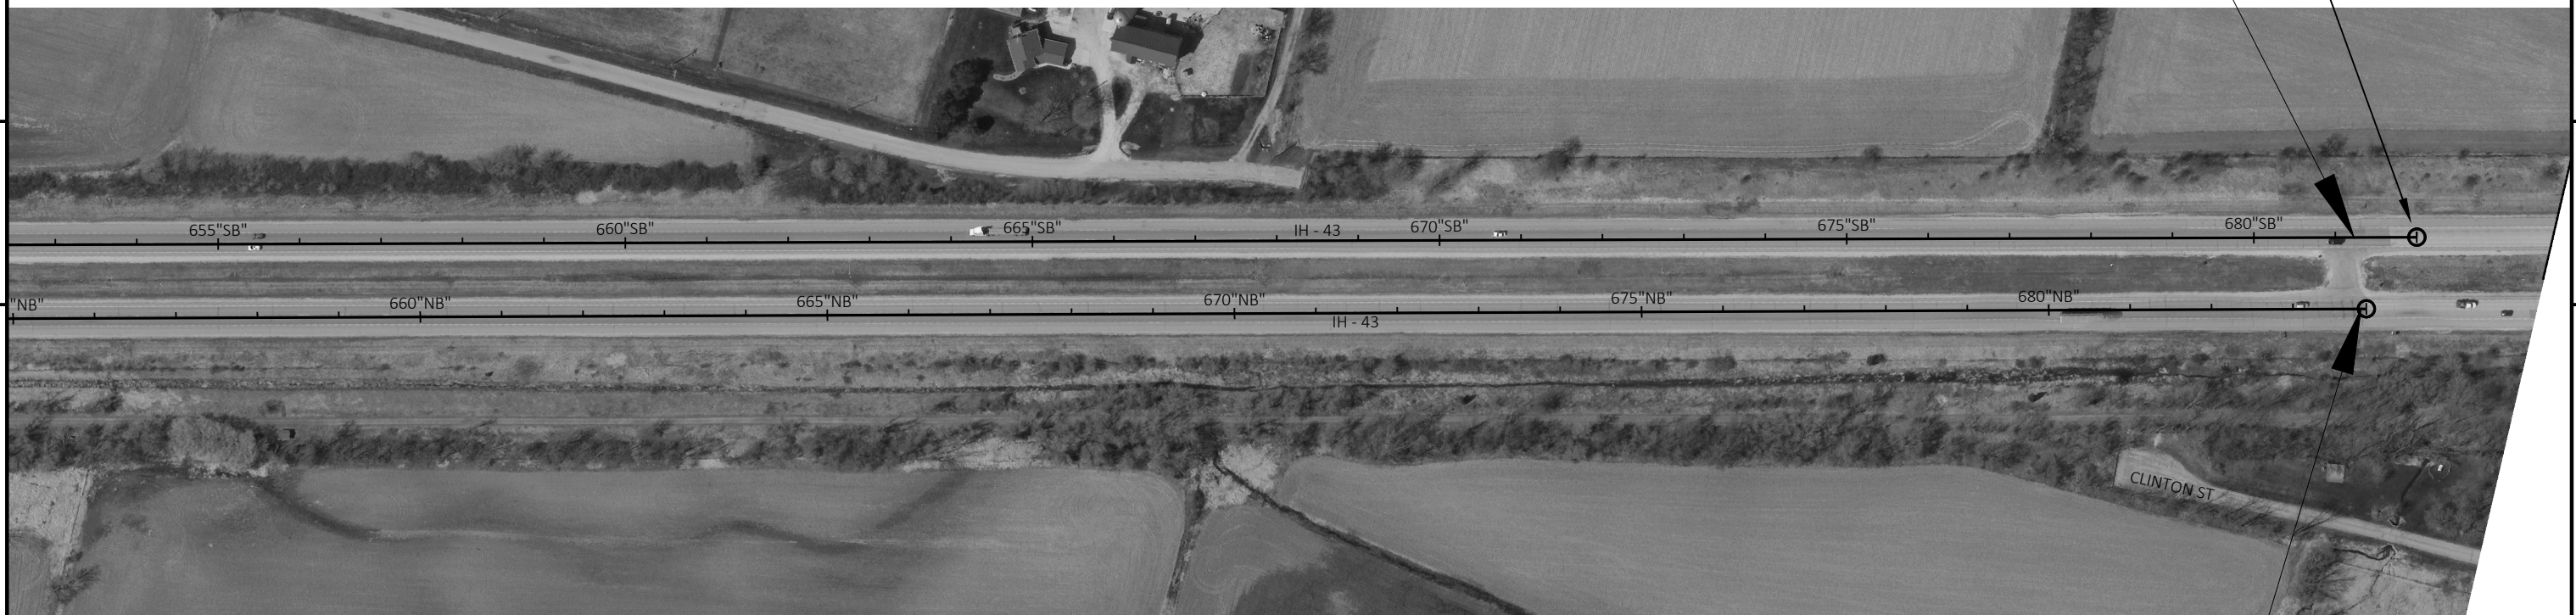 655"SB"
660"SB"
665"SB"
IH - 43
670"SB"
675"SB"
680"SB"
"NB"
660"NB"
665"NB"
670"NB"
IH - 43
675"NB"
680"NB"
CLINTON ST